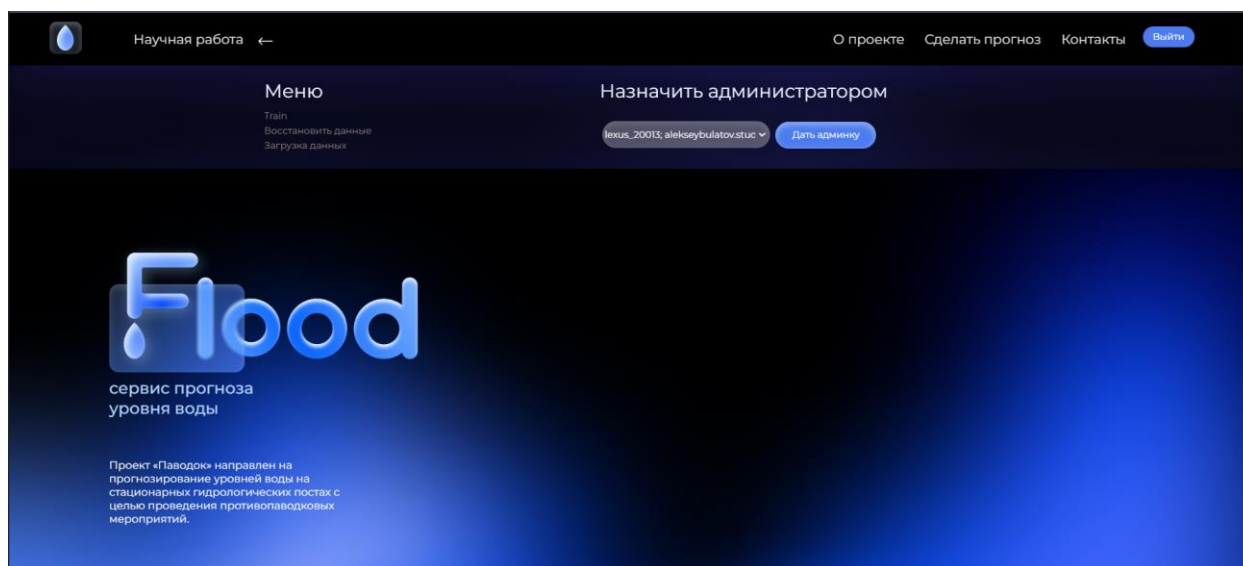 Научная работа ←
О проекте
Сделать прогноз
Контакты
Выйти
Меню
Train
Восстановить данные
Загрузка данных
Назначить администратором
lexus_20013; alekseybulatov.stuc
Дать админку
Flood
сервис прогноза
уровня воды
Проект «Паводок» направлен на
прогнозирование уровней воды на
стационарных гидрологических постах с
целью проведения противопаводковых
мероприятий.